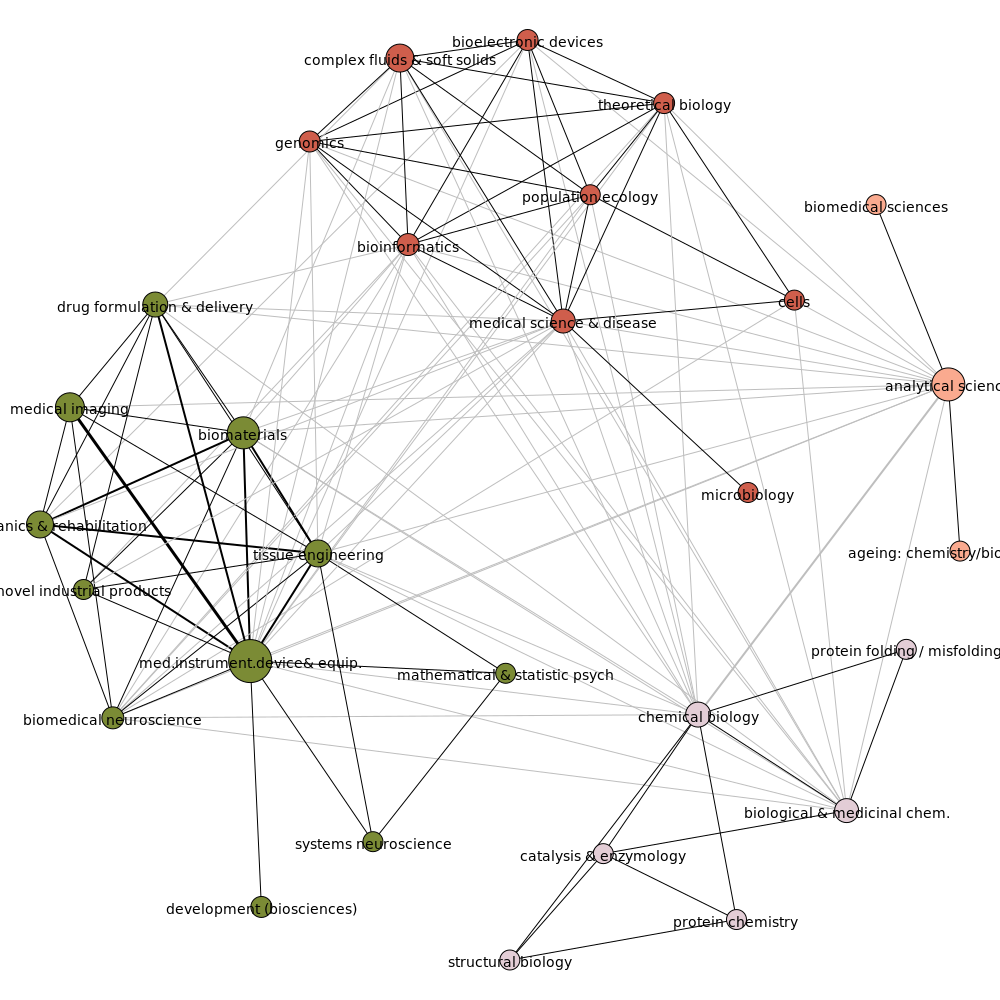 bioelectronic devices
complex fluids & soft solids
theoretical biology
genomics
population ecology
biomedical sciences
bioinformatics
cells
drug formulation & delivery
medical science & disease
analytical scienc
medical imaging
biomaterials
microbiology
anics & rehabilitation
tissue engineering
ageing: chemistry/bio
novel industrial products
protein folding / misfolding
med.instrument.device& equip.
mathematical & statistic psych
biomedical neuroscience
chemical biology
biological & medicinal chem.
systems neuroscience
catalysis & enzymology
development (biosciences)
protein chemistry
structural biology